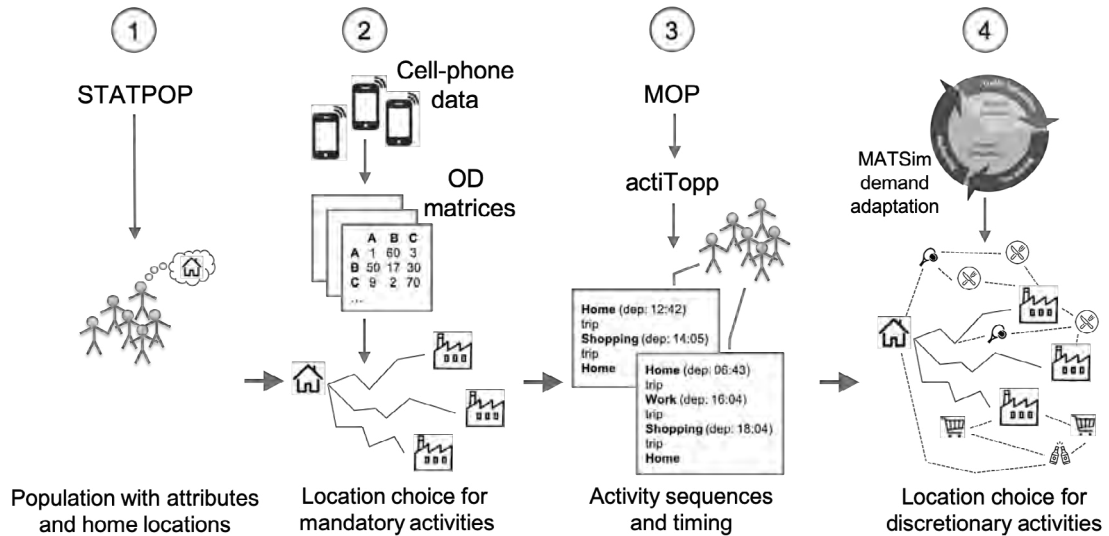 1
STATPOP
Population with attributes
and home locations
2
Cell-phone
data
OD
matrices
A B C
A 1 60 3
B 50 17 30
C 9 2 70
....
Location choice for
mandatory activities
3
MOP
actiTopp
Home (dep: 12:42)
trip
Shopping (dep: 14:05)
trip
Home
Home (dep: 06:43)
trip
Work (dep: 16:04)
trip
Shopping (dep: 18:04)
trip
Home
Activity sequences
and timing
4
MATSim
demand
adaptation
Location choice for
discretionary activities